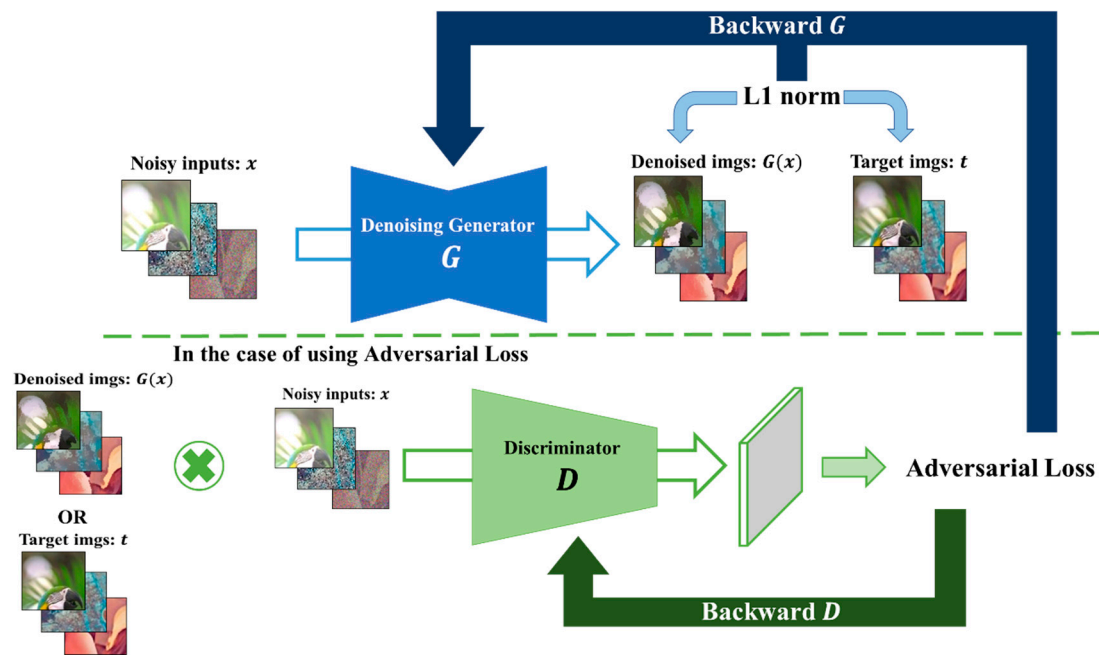 Backward G
L1 norm
Noisy inputs: x
Denoised imgs: G(x)
Target imgs: t
Denoising Generator
G
In the case of using Adversarial Loss
Denoised imgs: G(x)
Noisy inputs: x
Discriminator
D
Adversarial Loss
OR
Target imgs: t
Backward D